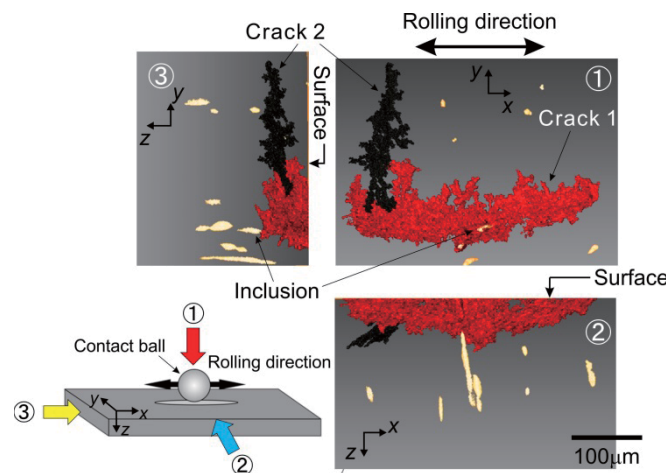 Crack 2
Rolling direction
③
①
y
z
Surface
y
x
Crack 1
Inclusion
Surface
①
②
Contact ball
Rolling direction
③
y
x
z
②
x
z
100μm